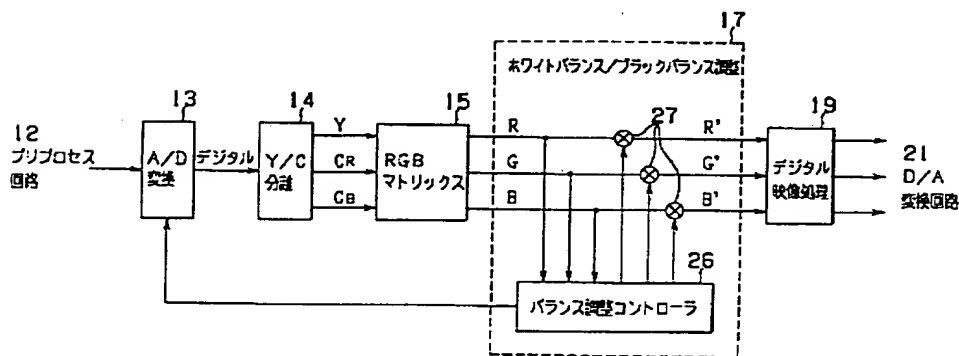 17
ホワイトバランス/ブラックバランス調整
12
プリプロセス
回路
13
A/D
変換
デジタル
14
Y/C
分離
Y
CR
CB
15
RGB
マトリックス
R
G
B
27
R'
G'
B'
19
デジタル
映像処理
21
D/A
変換回路
26
バランス調整コントローラ